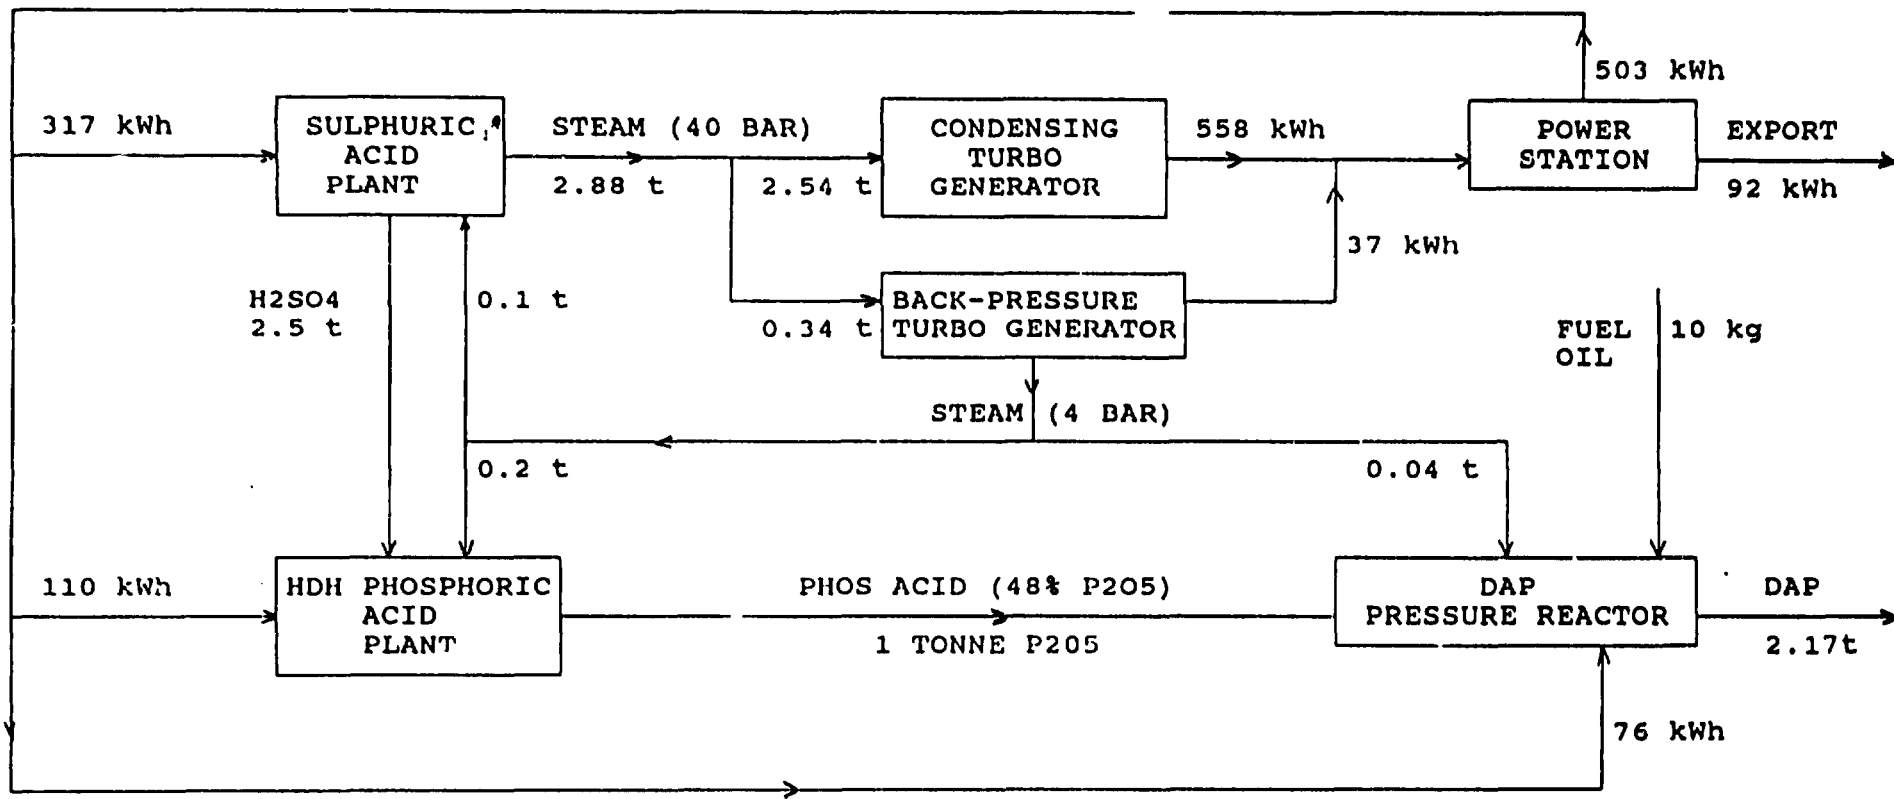 503 kWh
317 kWh
SULPHURIC
ACID
PLANT
STEAM (40 BAR)
2.88 t
2.54 t
CONDENSING
TURBO
GENERATOR
558 kWh
POWER
STATION
EXPORT
92 kWh
37 kWh
H2SO4
2.5 t
0.1 t
0.34 t
BACK-PRESSURE
TURBO GENERATOR
FUEL
OIL
10 kg
STEAM (4 BAR)
0.2 t
0.04 t
110 kWh
HDH PHOSPHORIC
ACID
PLANT
PHOS ACID (48% P2O5)
1 TONNE P2O5
DAP
PRESSURE REACTOR
DAP
2.17t
76 kWh